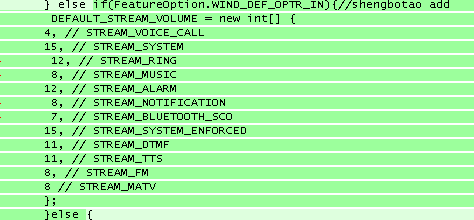 } else if(FeatureOption.WIND_DEF_OPTR_IN){//shengbotao add
DEFAULT_STREAM_VOLUME = new int[] {
4, // STREAM_VOICE_CALL
15, // STREAM_SYSTEM
12, // STREAM_RING
8, // STREAM_MUSIC
12, // STREAM_ALARM
8, // STREAM_NOTIFICATION
7, // STREAM_BLUETOOTH_SCO
15, // STREAM_SYSTEM_ENFORCED
11, // STREAM_DTMF
11, // STREAM_TTS
8, // STREAM_FM
8 // STREAM_MATV
};
}else {